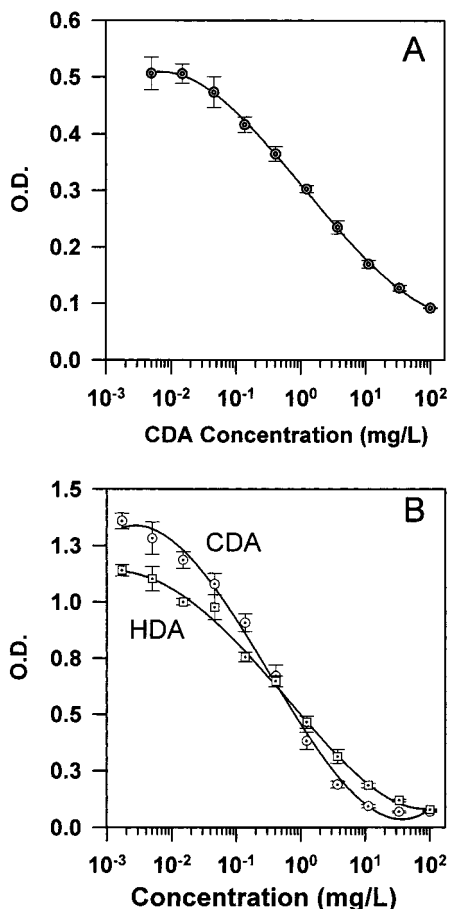 A
0.6
0.5
0.4
0.3
0.2
0.1
0.0
O.D.
10⁻³ 10⁻² 10⁻¹ 10⁰ 10¹ 10²
CDA Concentration (mg/L)
B
1.5
1.3
1.0
0.8
0.5
0.3
0.0
O.D.
CDA
HDA
10⁻³ 10⁻² 10⁻¹ 10⁰ 10¹ 10²
Concentration (mg/L)